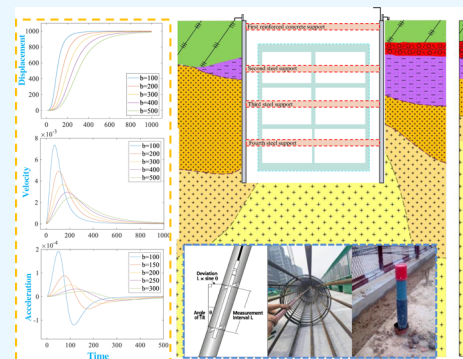 Displacement
1000
800
600
400
200
0
0 200 400 600 800 1000
b=100
b=200
b=300
b=400
b=500
Velocity
8 ×10⁻³
6
4
2
0
0 200 400 600 800 1000
b=100
b=200
b=300
b=400
b=500
Acceleration
2 ×10⁻⁴
1
0
-1
0 100 200 300 400 500
b=100
b=150
b=200
b=250
b=300
Time
First reinforced concrete support
Second steel support
Third steel support
Fourth steel support
Deviation
L × sine θ
Angle
of Tilt
θ
Measurement
Interval L